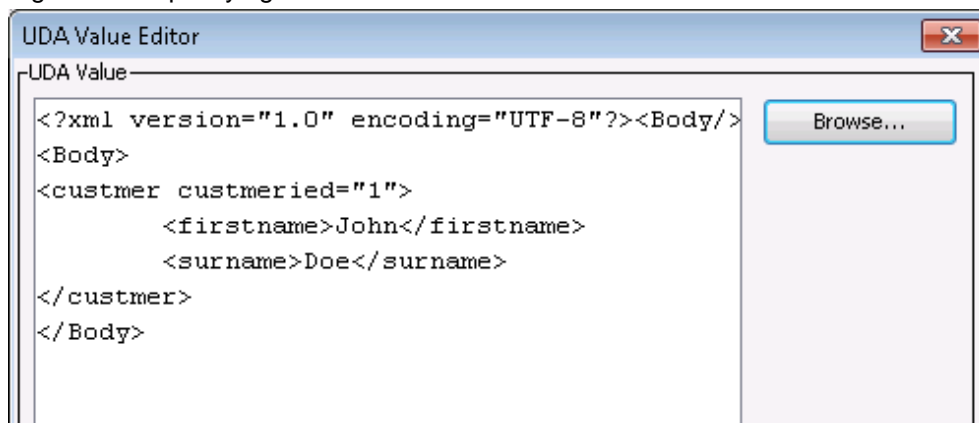 UDA Value Editor
UDA Value
<?xml version="1.0" encoding="UTF-8"?><Body/>
Browse...
<Body>
<custmer custmeried="1">
<firstname>John</firstname>
<surname>Doe</surname>
</custmer>
</Body>